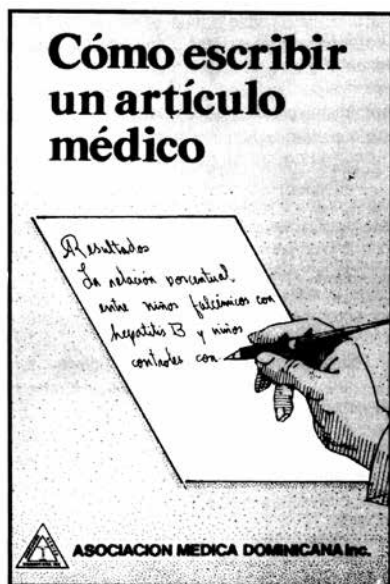 Cómo escribir
un artículo
médico
Resultados
La relación porcentual
entre niños falcémicos con
hepatitis B y niños
controles con
ASOCIACION MEDICA DOMINICANA inc.